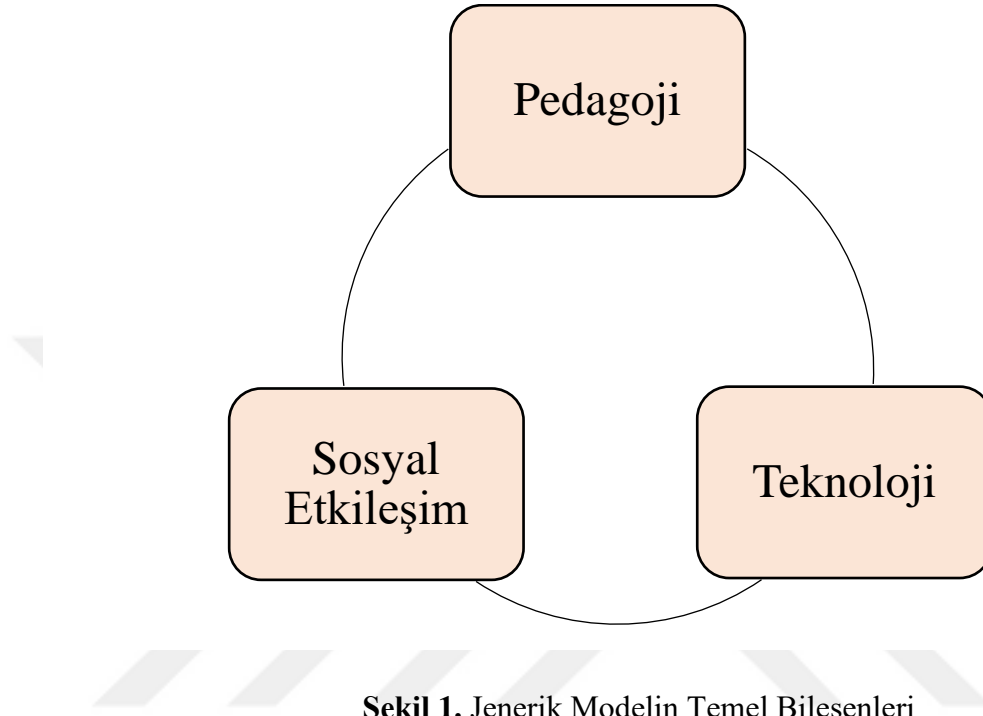 Pedagoji
Sosyal
Etkileşim
Teknoloji
Şekil 1. Jenerik Modelin Temel Bileşenleri